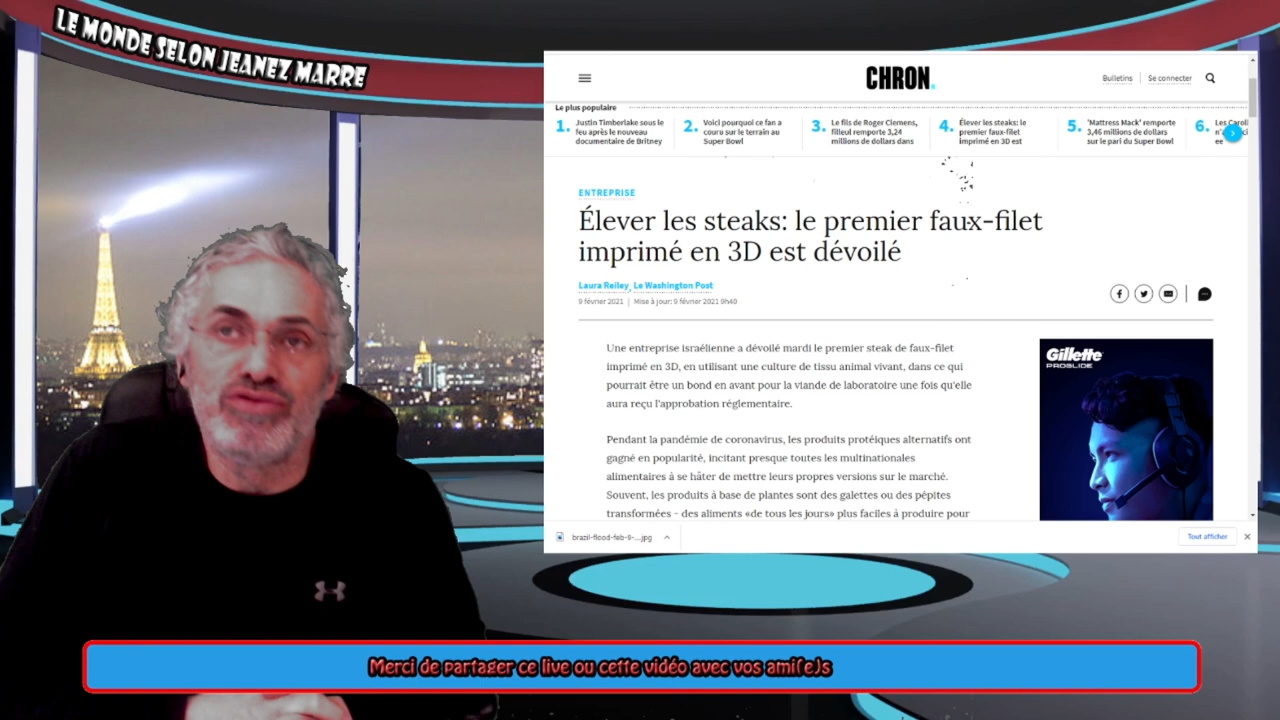 LE MONDE SELON JEANEZ MARRE
CHRON.
Bulletins
Se connecter
Le plus populaire
1. Justin Timberlake sous le
feu après le nouveau
documentaire de Britney
2. Voici pourquoi ce fan a
couru sur le terrain au
Super Bowl
3. Le fils de Roger Clemens,
filleul remporte 3,24
millions de dollars dans
4. Élever les steaks: le
premier faux-filet
imprimé en 3D est
5. 'Mattress Mack' remporte
3,46 millions de dollars
sur le pari du Super Bowl
6. Les
ENTREPRISE
Élever les steaks: le premier faux-filet
imprimé en 3D est dévoilé
Laura Reiley, Le Washington Post
9 février 2021 | Mise à jour: 9 février 2021 9h40
Une entreprise israélienne a dévoilé mardi le premier steak de faux-filet
imprimé en 3D, en utilisant une culture de tissu animal vivant, dans ce qui
pourrait être un bond en avant pour la viande de laboratoire une fois qu'elle
aura reçu l'approbation réglementaire.
Pendant la pandémie de coronavirus, les produits protéiques alternatifs ont
gagné en popularité, incitant presque toutes les multinationales
alimentaires à se hâter de mettre leurs propres versions sur le marché.
Souvent, les produits à base de plantes sont des galettes ou des pépites
transformées - des aliments «de tous les jours» plus faciles à produire pour
Gillette
PROGLIDE
brazil-flood-feb-9-....jpg
Tout afficher
Merci de partager ce live ou cette vidéo avec vos ami(e)s